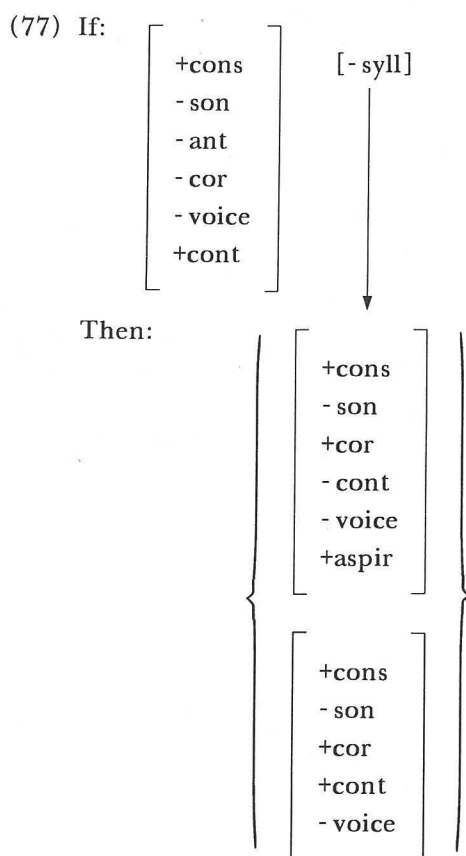 (77) If:
+cons [-syll]
-son
-ant
-cor
-voice
+cont
Then:
+cons
-son
+cor
-cont
-voice
+aspir
+cons
-son
+cor
+cont
-voice